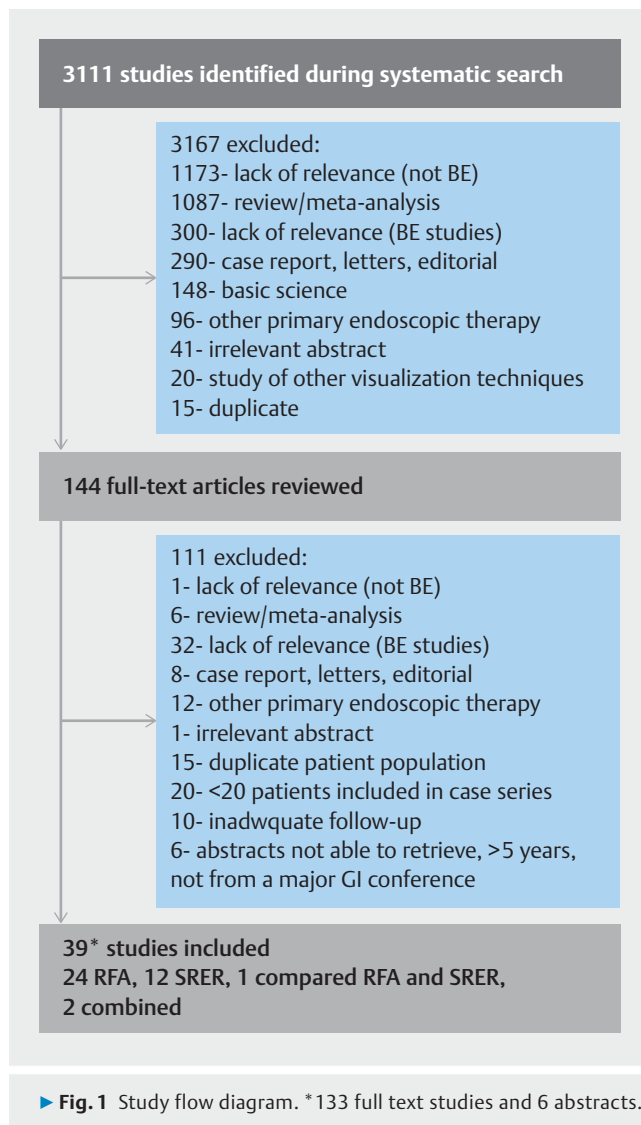 3111 studies identified during systematic search
3167 excluded:
1173- lack of relevance (not BE)
1087- review/meta-analysis
300- lack of relevance (BE studies)
290- case report, letters, editorial
148- basic science
96- other primary endoscopic therapy
41- irrelevant abstract
20- study of other visualization techniques
15- duplicate
144 full-text articles reviewed
111 excluded:
1- lack of relevance (not BE)
6- review/meta-analysis
32- lack of relevance (BE studies)
8- case report, letters, editorial
12- other primary endoscopic therapy
1- irrelevant abstract
15- duplicate patient population
20- <20 patients included in case series
10- inadwquate follow-up
6- abstracts not able to retrieve, >5 years,
not from a major GI conference
39* studies included
24 RFA, 12 SRER, 1 compared RFA and SRER,
2 combined
▶ Fig. 1 Study flow diagram. *133 full text studies and 6 abstracts.